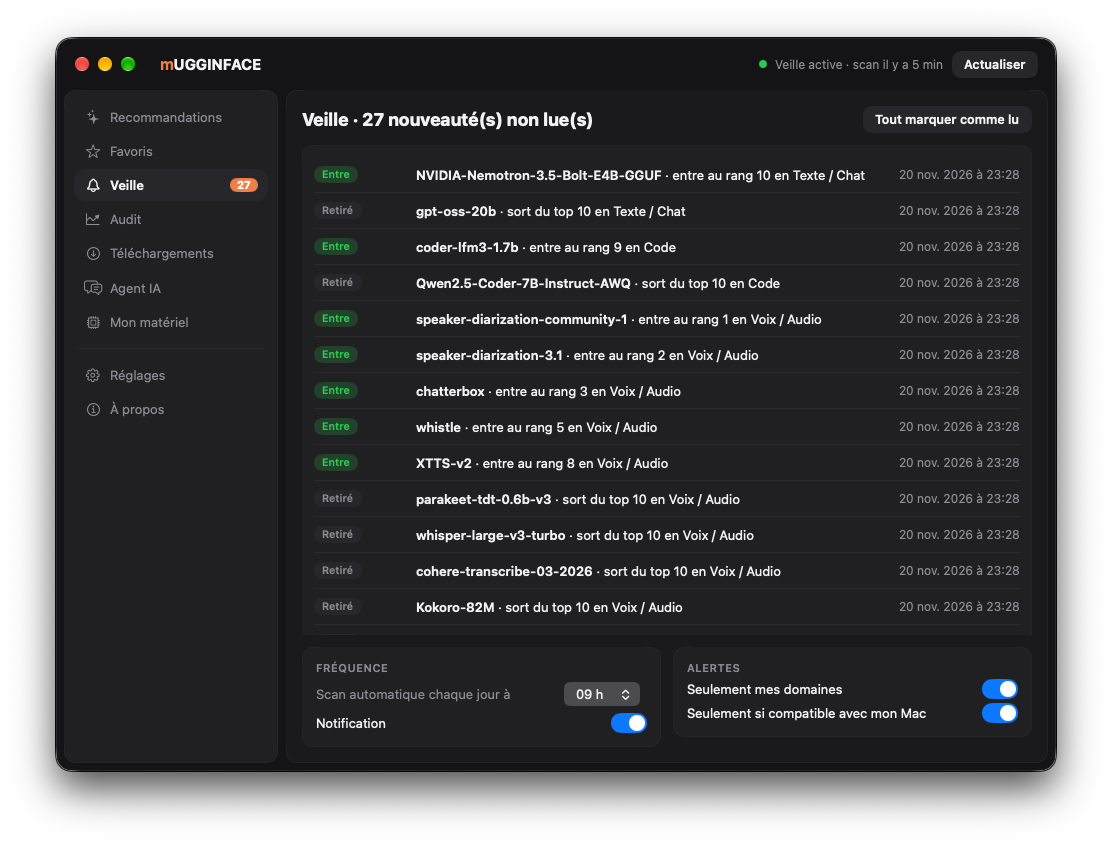 mUGGINFACE
Veille active · scan il y a 5 min
Actualiser
Recommandations
Favoris
Veille 27
Audit
Téléchargements
Agent IA
Mon matériel
Réglages
À propos
Veille · 27 nouveauté(s) non lue(s)
Tout marquer comme lu
Entre NVIDIA-Nemotron-3.5-Bolt-E4B-GGUF · entre au rang 10 en Texte / Chat 20 nov. 2026 à 23:28
Retiré gpt-oss-20b · sort du top 10 en Texte / Chat 20 nov. 2026 à 23:28
Entre coder-lfm3-1.7b · entre au rang 9 en Code 20 nov. 2026 à 23:28
Retiré Qwen2.5-Coder-7B-Instruct-AWQ · sort du top 10 en Code 20 nov. 2026 à 23:28
Entre speaker-diarization-community-1 · entre au rang 1 en Voix / Audio 20 nov. 2026 à 23:28
Entre speaker-diarization-3.1 · entre au rang 2 en Voix / Audio 20 nov. 2026 à 23:28
Entre chatterbox · entre au rang 3 en Voix / Audio 20 nov. 2026 à 23:28
Entre whistle · entre au rang 5 en Voix / Audio 20 nov. 2026 à 23:28
Entre XTTS-v2 · entre au rang 8 en Voix / Audio 20 nov. 2026 à 23:28
Retiré parakeet-tdt-0.6b-v3 · sort du top 10 en Voix / Audio 20 nov. 2026 à 23:28
Retiré whisper-large-v3-turbo · sort du top 10 en Voix / Audio 20 nov. 2026 à 23:28
Retiré cohere-transcribe-03-2026 · sort du top 10 en Voix / Audio 20 nov. 2026 à 23:28
Retiré Kokoro-82M · sort du top 10 en Voix / Audio 20 nov. 2026 à 23:28
FRÉQUENCE
Scan automatique chaque jour à 09 h
Notification
ALERTES
Seulement mes domaines
Seulement si compatible avec mon Mac